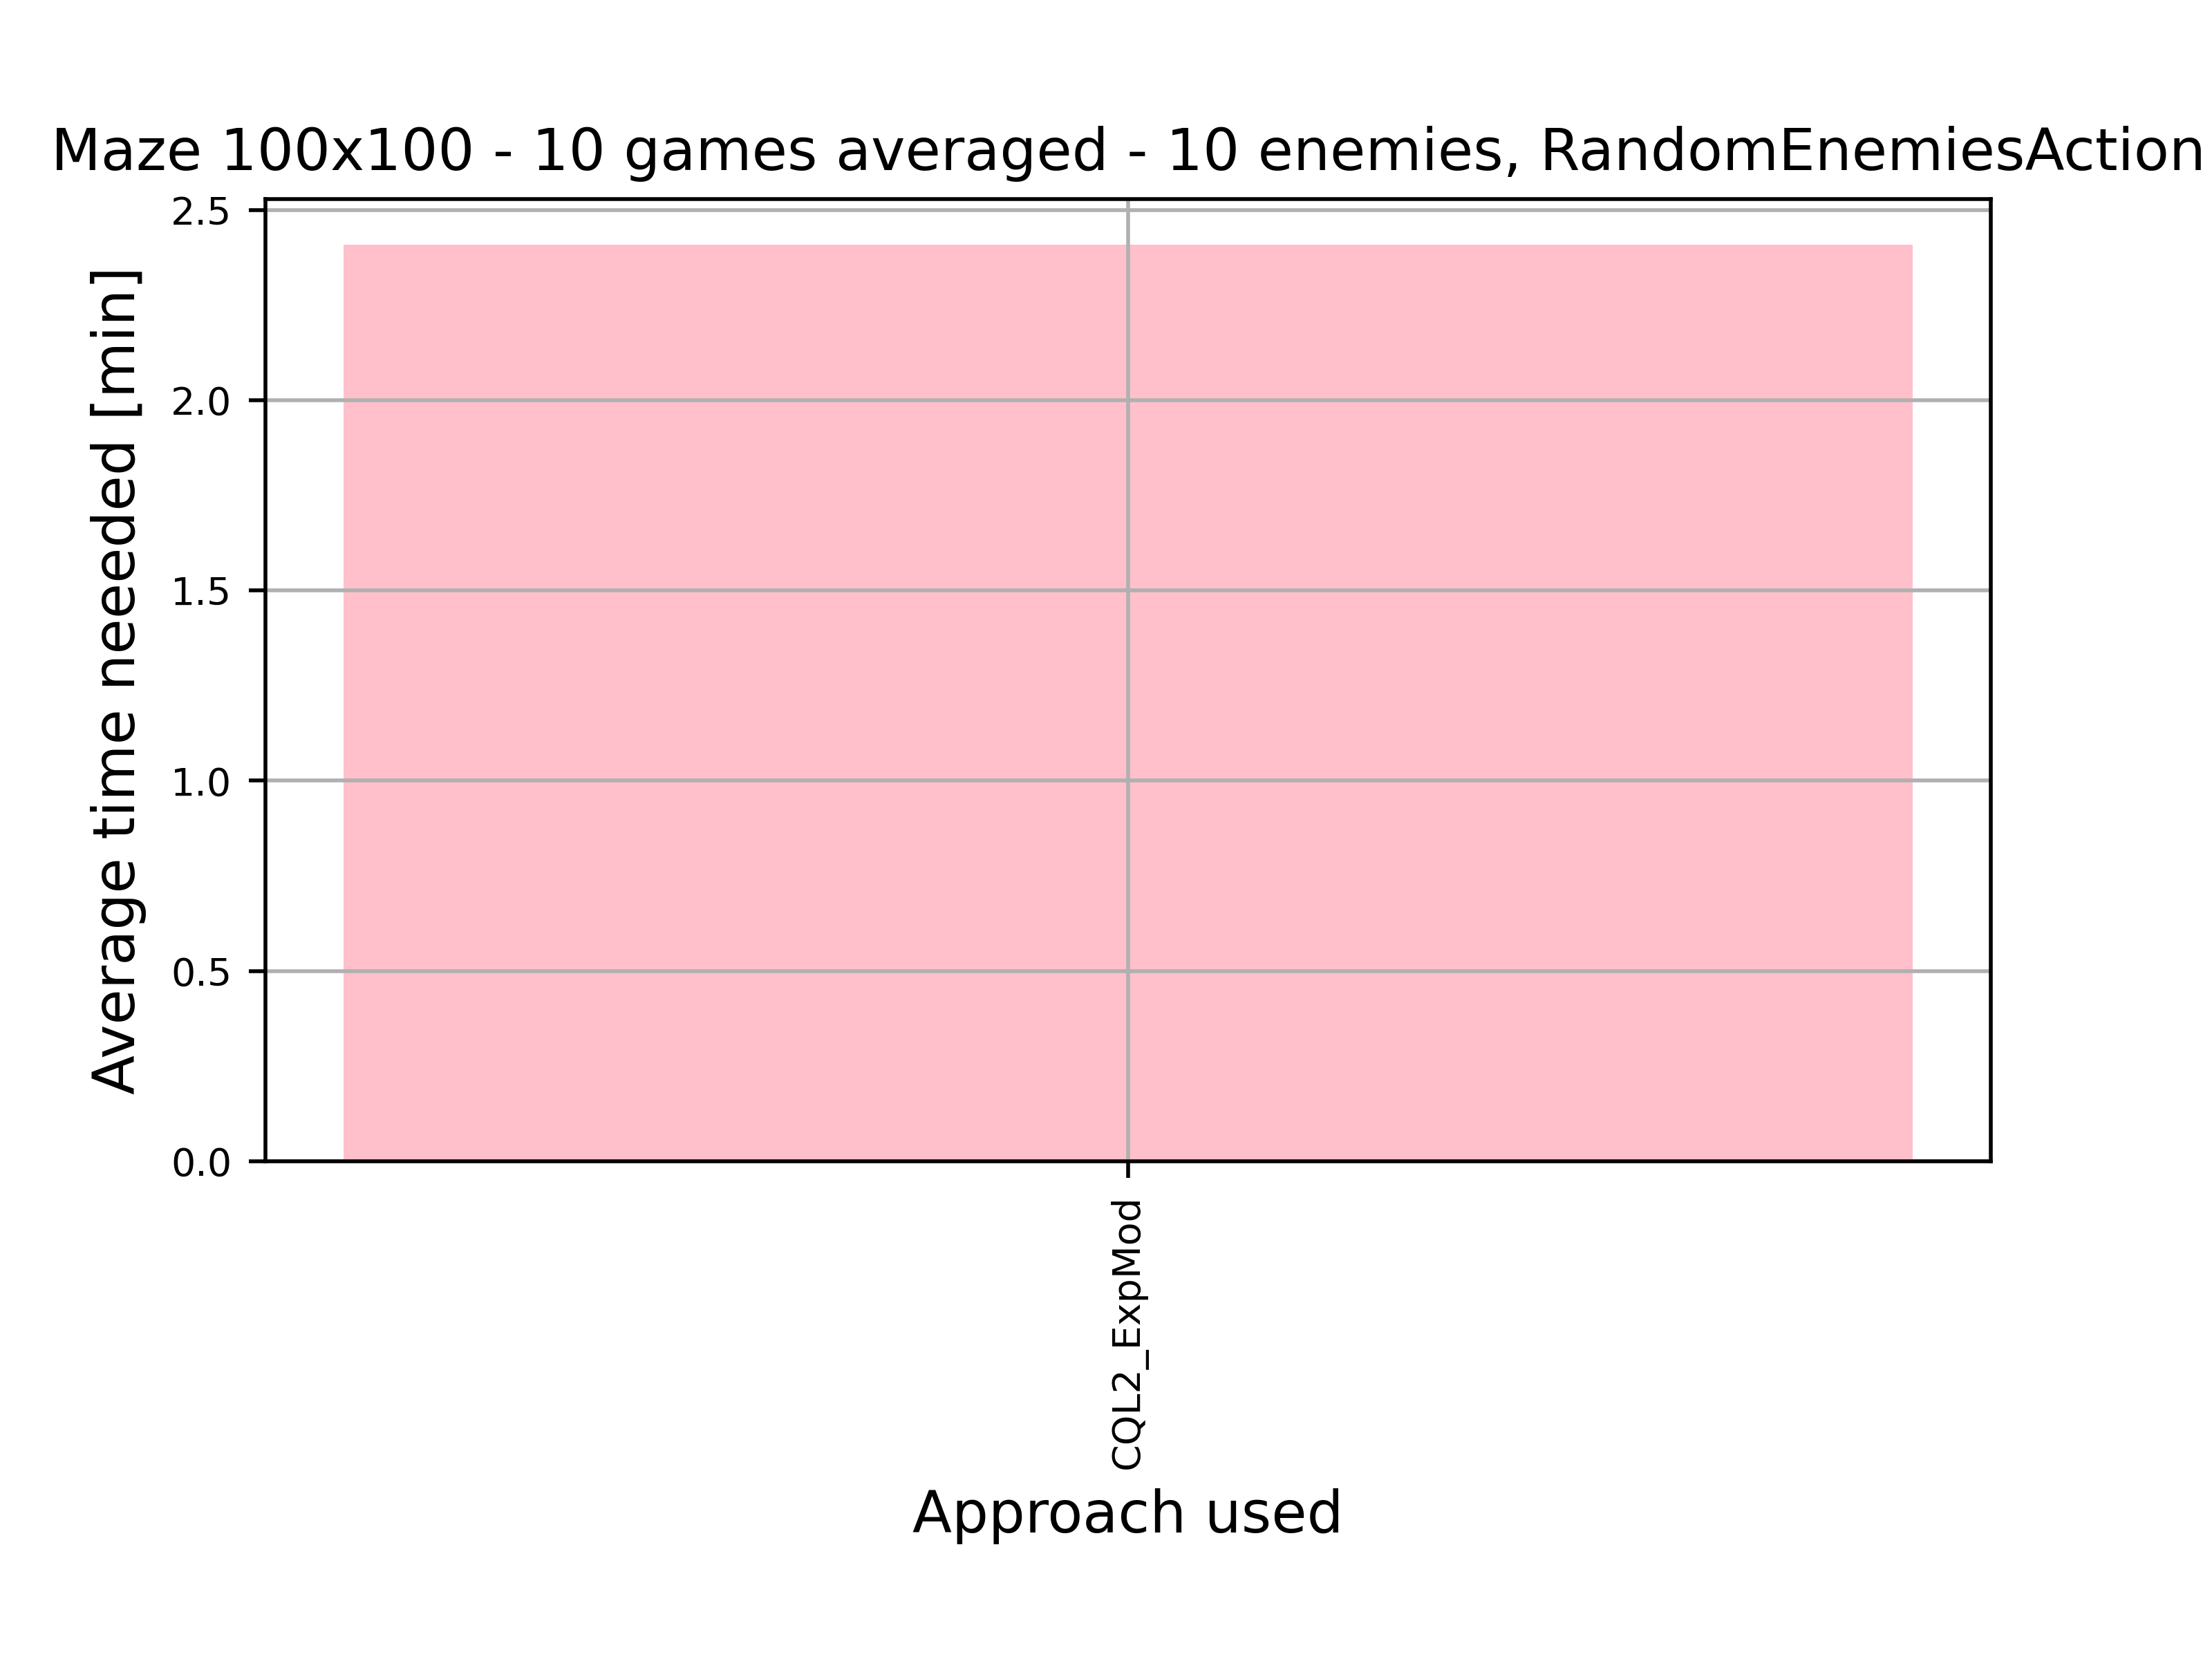 Maze 100x100 - 10 games averaged - 10 enemies, RandomEnemiesAction
Average time needed [min]
2.5
2.0
1.5
1.0
0.5
0.0
CQL2_ExpMod
Approach used